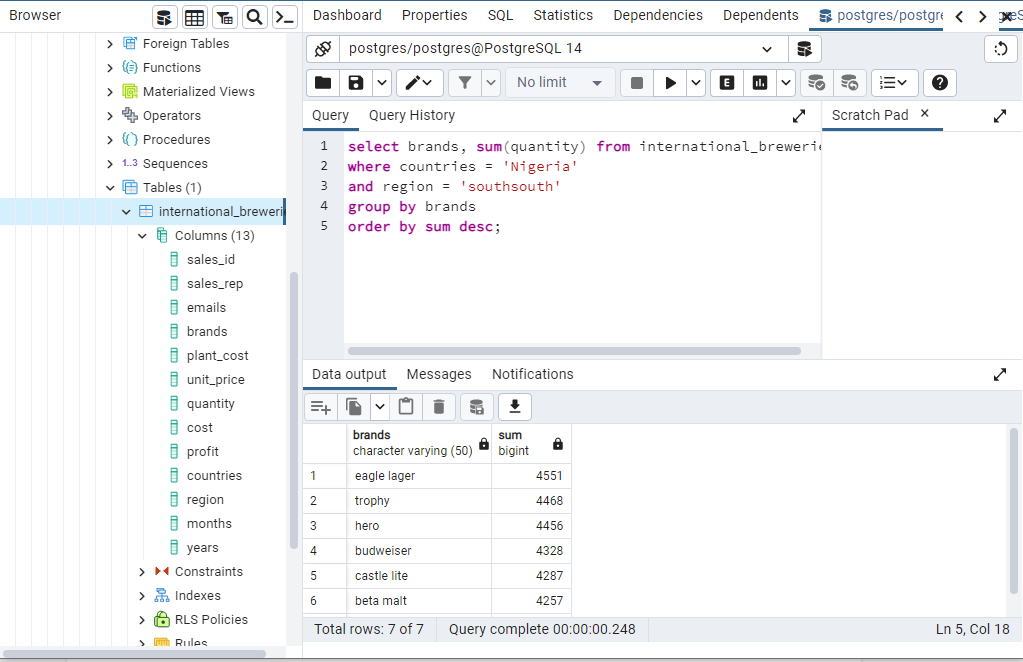 Browser
Dashboard Properties SQL Statistics Dependencies Dependents postgres/postgr
postgres/postgres@PostgreSQL 14
No limit
E
Foreign Tables
Functions
Materialized Views
Operators
Procedures
1..3 Sequences
Tables (1)
international_breweri
Columns (13)
sales_id
sales_rep
emails
brands
plant_cost
unit_price
quantity
cost
profit
countries
region
months
years
Constraints
Indexes
RLS Policies
Rules
Query Query History
Scratch Pad
1 select brands, sum(quantity) from international_breweri
2 where countries = 'Nigeria'
3 and region = 'southsouth'
4 group by brands
5 order by sum desc;
Data output Messages Notifications
brands sum
character varying (50) bigint
1 eagle lager 4551
2 trophy 4468
3 hero 4456
4 budweiser 4328
5 castle lite 4287
6 beta malt 4257
Total rows: 7 of 7 Query complete 00:00:00.248 Ln 5, Col 18